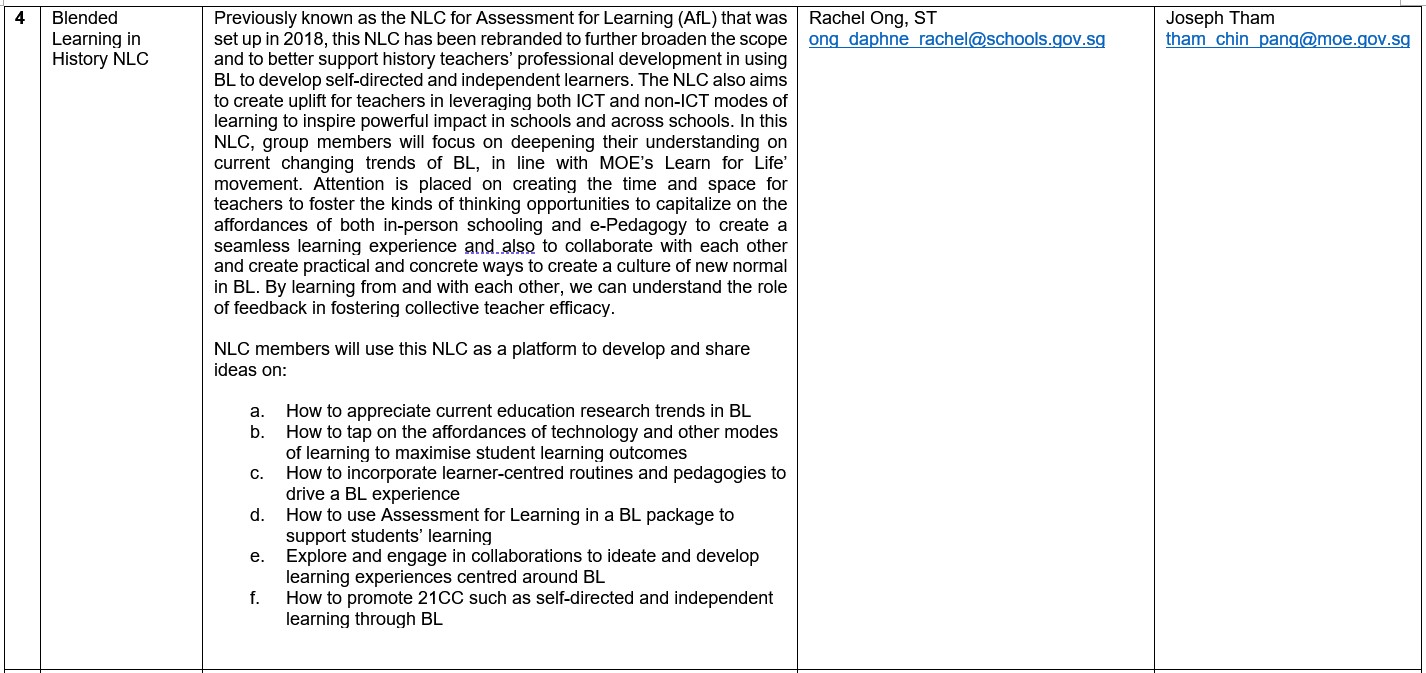 4
Blended
Learning in
History NLC
Previously known as the NLC for Assessment for Learning (AfL) that was
set up in 2018, this NLC has been rebranded to further broaden the scope
and to better support history teachers’ professional development in using
BL to develop self-directed and independent learners. The NLC also aims
to create uplift for teachers in leveraging both ICT and non-ICT modes of
learning to inspire powerful impact in schools and across schools. In this
NLC, group members will focus on deepening their understanding on
current changing trends of BL, in line with MOE’s Learn for Life’
movement. Attention is placed on creating the time and space for
teachers to foster the kinds of thinking opportunities to capitalize on the
affordances of both in-person schooling and e-Pedagogy to create a
seamless learning experience and also to collaborate with each other
and create practical and concrete ways to create a culture of new normal
in BL. By learning from and with each other, we can understand the role
of feedback in fostering collective teacher efficacy.
NLC members will use this NLC as a platform to develop and share
ideas on:
a. How to appreciate current education research trends in BL
b. How to tap on the affordances of technology and other modes
of learning to maximise student learning outcomes
c. How to incorporate learner-centred routines and pedagogies to
drive a BL experience
d. How to use Assessment for Learning in a BL package to
support students’ learning
e. Explore and engage in collaborations to ideate and develop
learning experiences centred around BL
f. How to promote 21CC such as self-directed and independent
learning through BL
Rachel Ong, ST
ong_daphne_rachel@schools.gov.sg
Joseph Tham
tham_chin_pang@moe.gov.sg